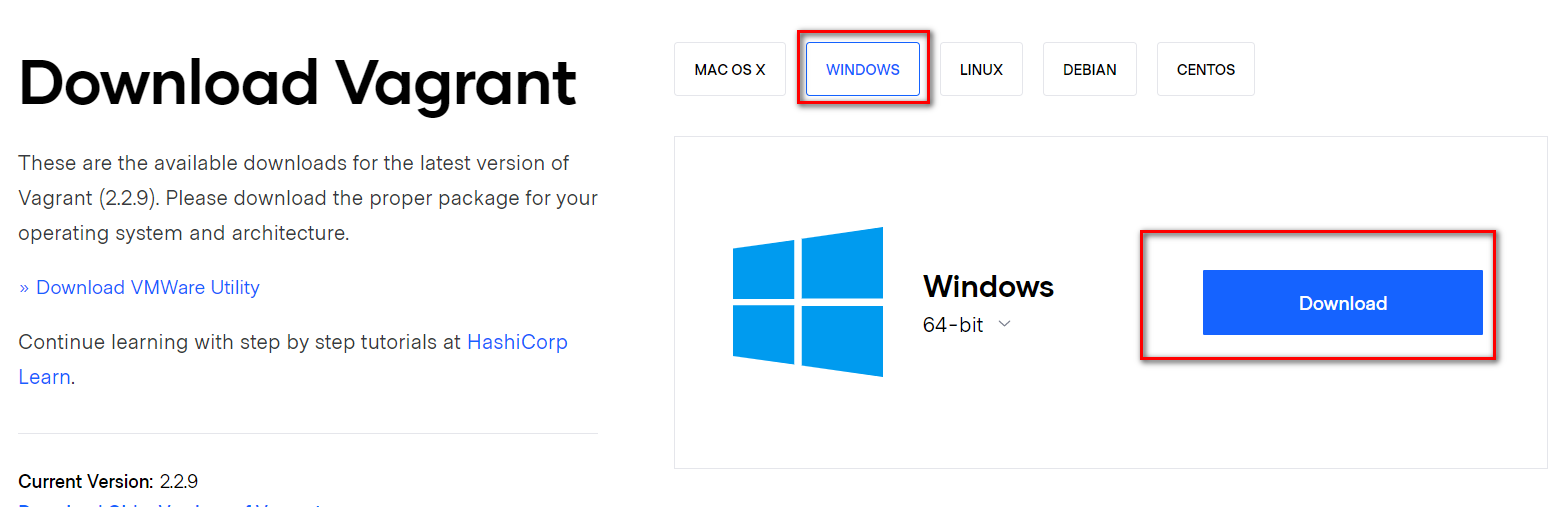 Download Vagrant
These are the available downloads for the latest version of
Vagrant (2.2.9). Please download the proper package for your
operating system and architecture.
» Download VMWare Utility
Continue learning with step by step tutorials at HashiCorp
Learn.
Current Version: 2.2.9
MAC OS X WINDOWS LINUX DEBIAN CENTOS
Windows
64-bit
Download